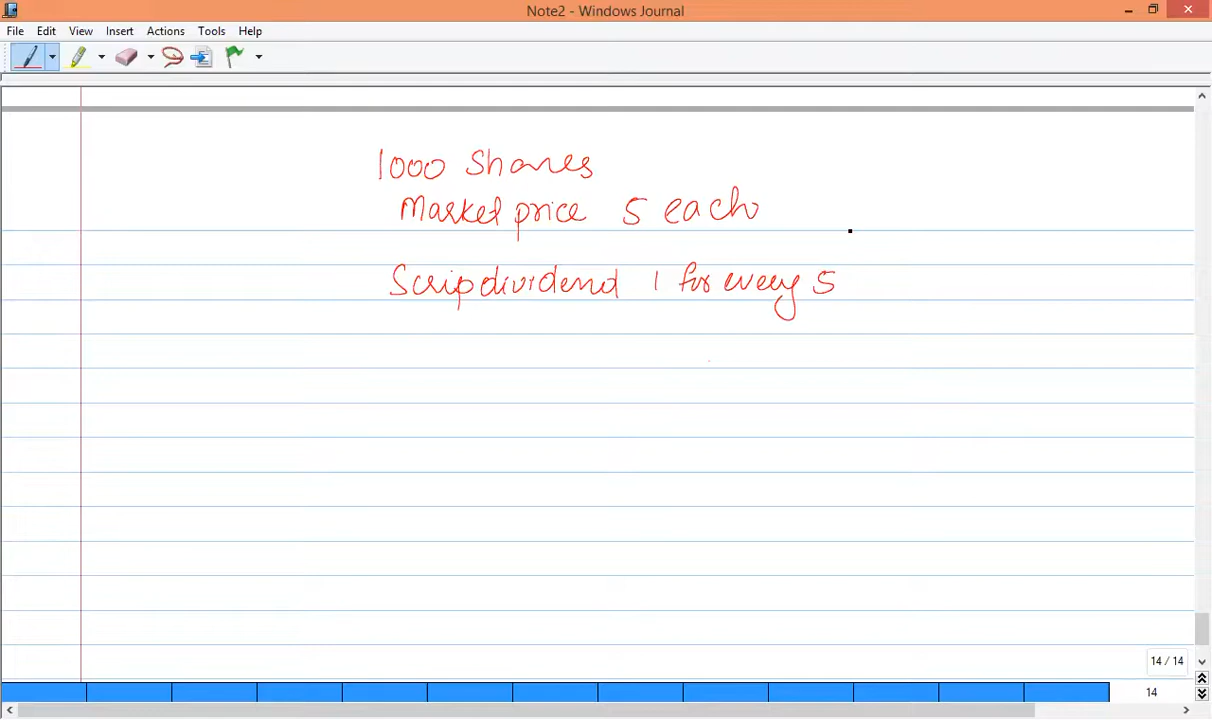 Note2 - Windows Journal
File Edit View Insert Actions Tools Help
1000 Shares
Market price 5 each
Scrip dividend 1 for every 5
14 / 14
14